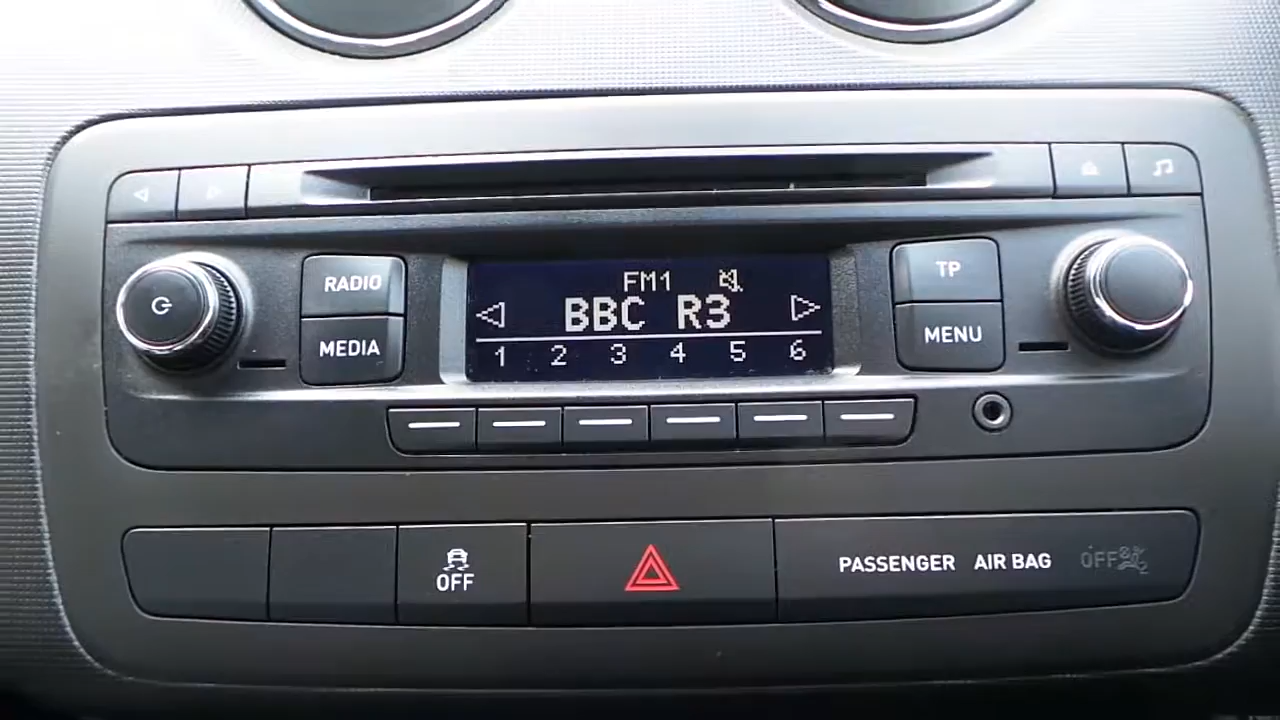 RADIO
MEDIA
FM1
BBC R3
1 2 3 4 5 6
TP
MENU
OFF
PASSENGER AIR BAG OFF